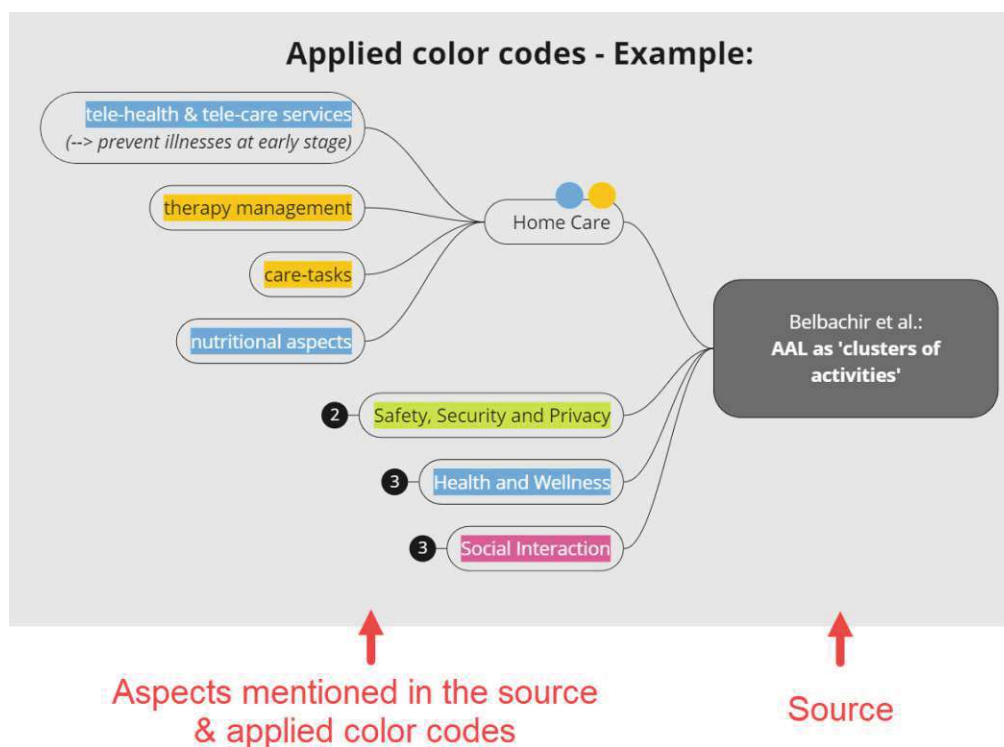 Applied color codes - Example:
tele-health & tele-care services
(--> prevent illnesses at early stage)
therapy management
care-tasks
nutritional aspects
Home Care
Belbachir et al.:
AAL as 'clusters of
activities'
2
Safety, Security and Privacy
3
Health and Wellness
3
Social Interaction
Aspects mentioned in the source
& applied color codes
Source